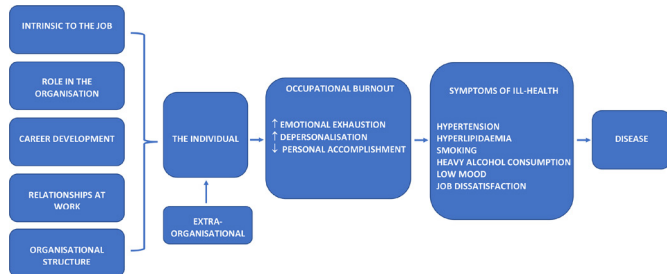 INTRINSIC TO THE JOB
ROLE IN THE
ORGANISATION
CAREER DEVELOPMENT
RELATIONSHIPS AT
WORK
ORGANISATIONAL
STRUCTURE
THE INDIVIDUAL
EXTRA-
ORGANISATIONAL
OCCUPATIONAL BURNOUT
↑ EMOTIONAL EXHAUSTION
↑ DEPERSONALISATION
↓ PERSONAL ACCOMPLISHMENT
SYMPTOMS OF ILL-HEALTH
HYPERTENSION
HYPERLIPIDAEMIA
SMOKING
HEAVY ALCOHOL CONSUMPTION
LOW MOOD
JOB DISSATISFACTION
DISEASE